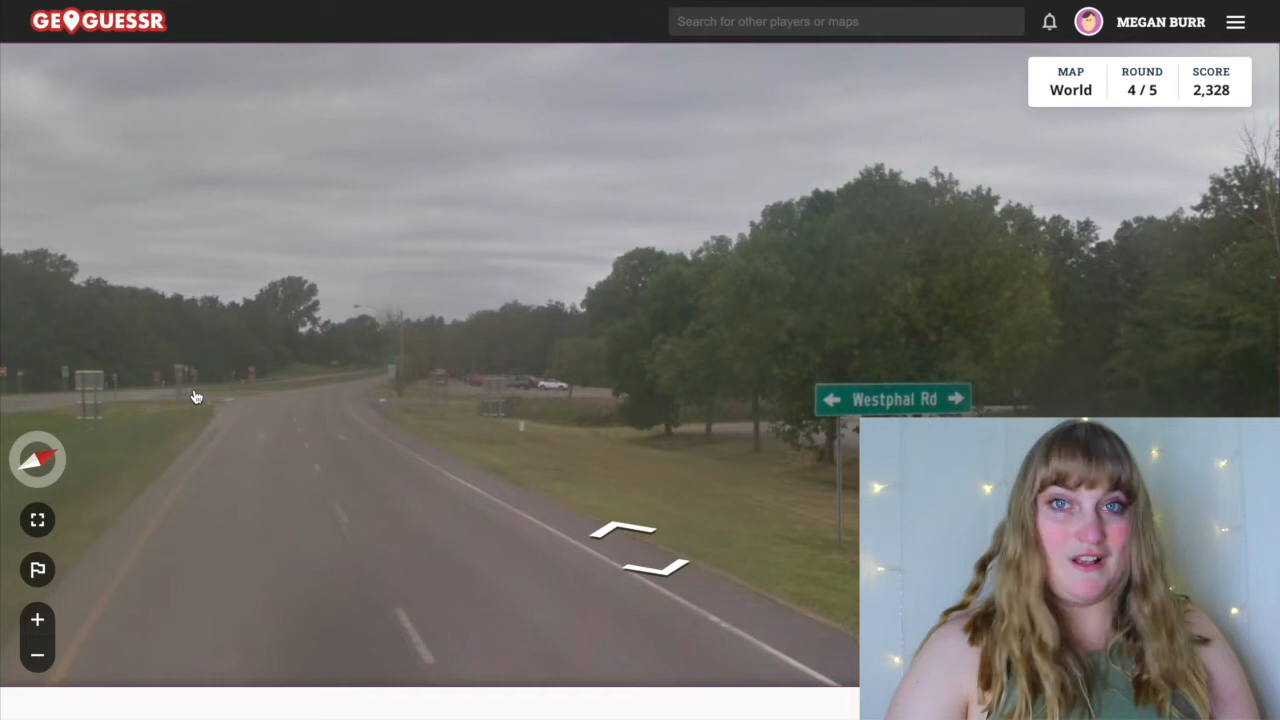 GEOGUESSR
Search for other players or maps
MEGAN BURR
MAP ROUND SCORE
World 4 / 5 2,328
Westphal Rd